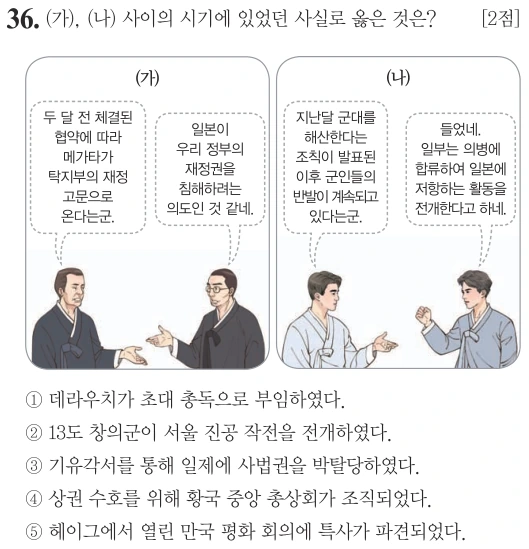 36. (가), (나) 사이의 시기에 있었던 사실로 옳은 것은? [2점]
(가)
두 달 전 체결된
협약에 따라
메가타가
탁지부의 재정
고문으로
온다는군.
일본이
우리 정부의
재정권을
침해하려는
의도인 것 같네.
(나)
지난달 군대를
해산한다는
조칙이 발표된
이후 군인들의
반발이 계속되고
있다는군.
들었네.
일부는 의병에
합류하여 일본에
저항하는 활동을
전개한다고 하네.
① 데라우치가 초대 총독으로 부임하였다.
② 13도 창의군이 서울 진공 작전을 전개하였다.
③ 기유각서를 통해 일제에 사법권을 박탈당하였다.
④ 상권 수호를 위해 황국 중앙 총상회가 조직되었다.
⑤ 헤이그에서 열린 만국 평화 회의에 특사가 파견되었다.